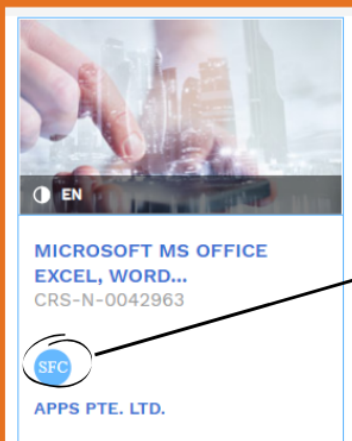 EN
MICROSOFT MS OFFICE
EXCEL, WORD...
CRS-N-0042963
SFC
APPS PTE. LTD.